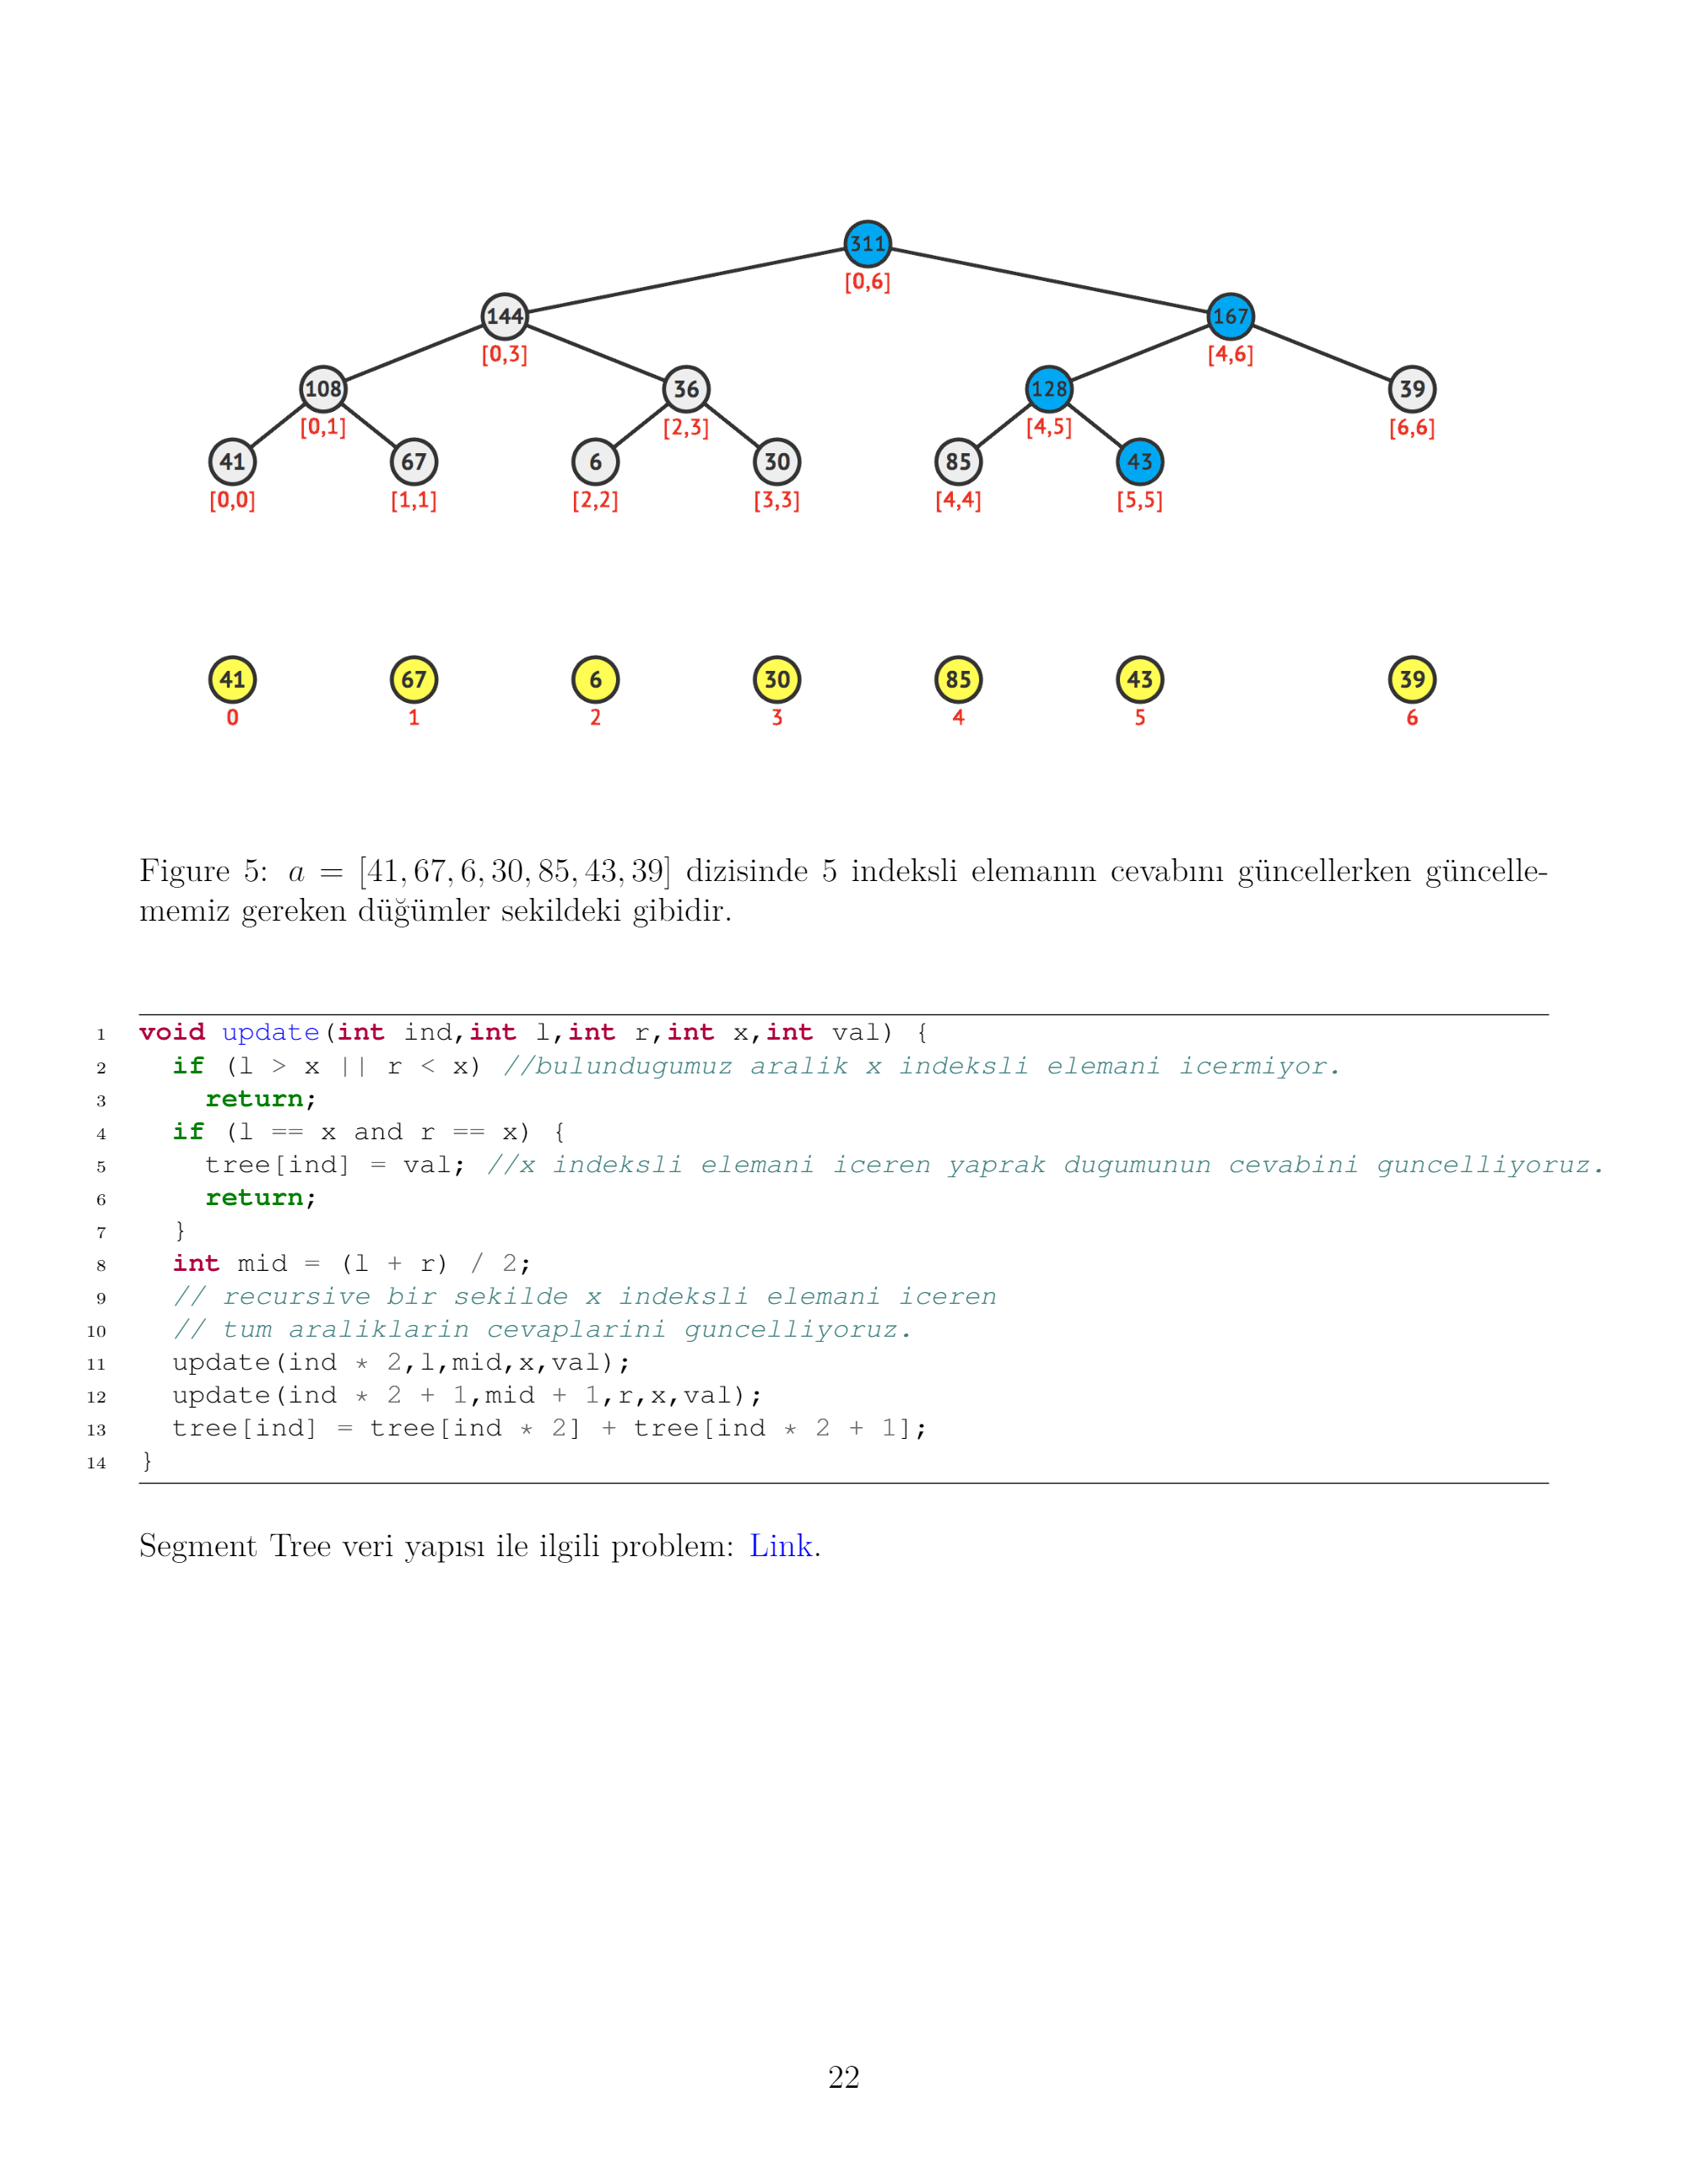 311
[0,6]
144
167
[0,3]
[4,6]
108
36
128
39
[0,1]
[2,3]
[4,5]
[6,6]
41
67
6
30
85
43
[0,0]
[1,1]
[2,2]
[3,3]
[4,4]
[5,5]
41
67
6
30
85
43
39
0
1
2
3
4
5
6
Figure 5: a = [41, 67, 6, 30, 85, 43, 39] dizisinde 5 indeksli elemanın cevabını güncellerken güncelle-
memiz gereken düğümler sekildeki gibidir.
1 void update(int ind,int l,int r,int x,int val) {
2   if (l > x || r < x) //bulundugumuz aralik x indeksli elemani icermiyor.
3     return;
4   if (l == x and r == x) {
5     tree[ind] = val; //x indeksli elemani iceren yaprak dugumunun cevabini guncelliyoruz.
6     return;
7   }
8   int mid = (l + r) / 2;
9   // recursive bir sekilde x indeksli elemani iceren
10   // tum araliklarin cevaplarini guncelliyoruz.
11   update(ind * 2,l,mid,x,val);
12   update(ind * 2 + 1,mid + 1,r,x,val);
13   tree[ind] = tree[ind * 2] + tree[ind * 2 + 1];
14 }
Segment Tree veri yapısı ile ilgili problem: Link.
22